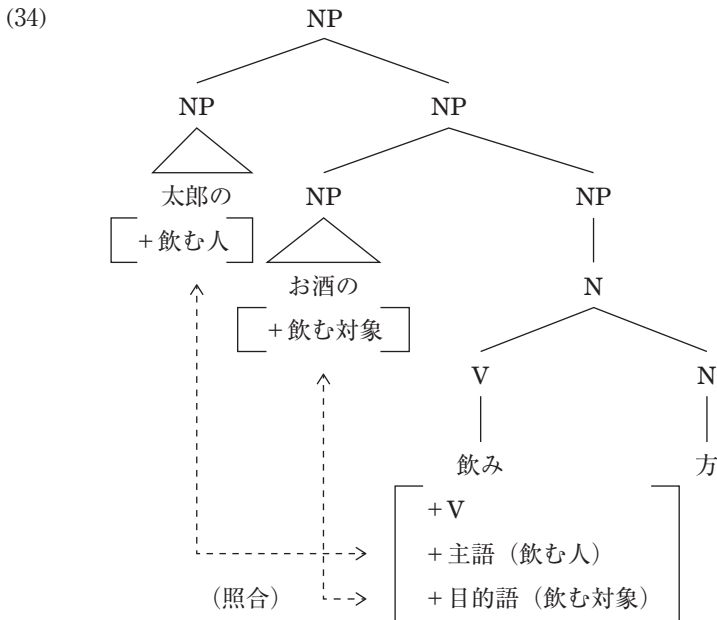 (34)
NP
NP NP
NP NP
太郎の
[+飲む人]
お酒の N
[+飲む対象]
V N
飲み 方
+V
+主語（飲む人）
（照合） +目的語（飲む対象）